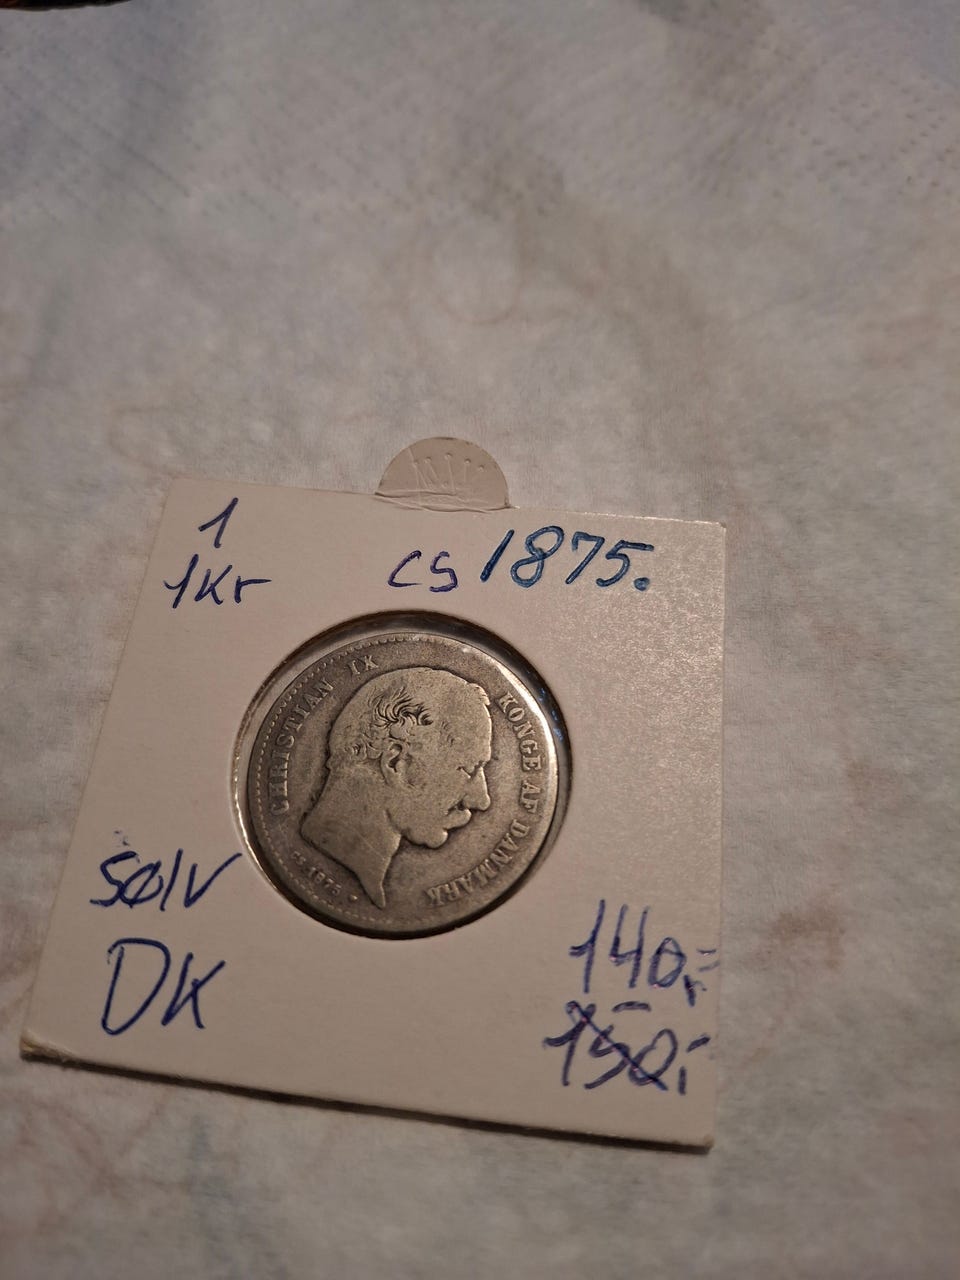 1
1Kr CS 1875.
CHRISTIAN IX KONGE AF DANMARK
CS 1875
sølv
DK
140,-
150,-